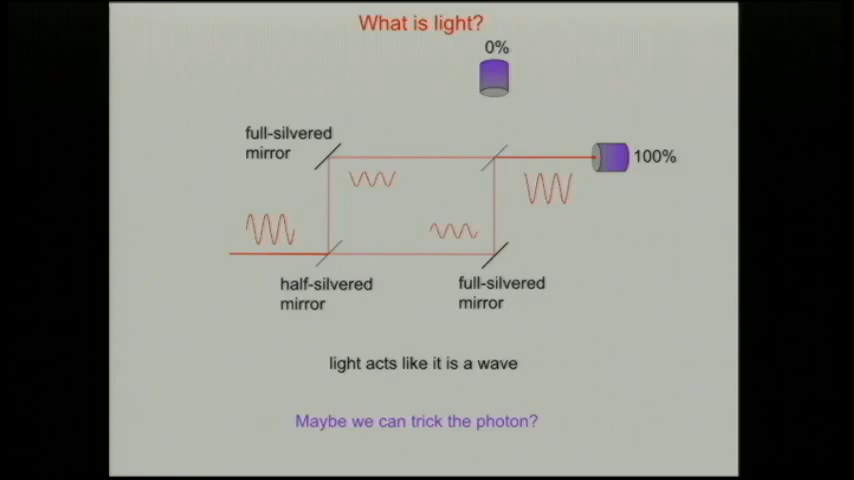 What is light?
0%
full-silvered
mirror
100%
half-silvered
mirror
full-silvered
mirror
light acts like it is a wave
Maybe we can trick the photon?